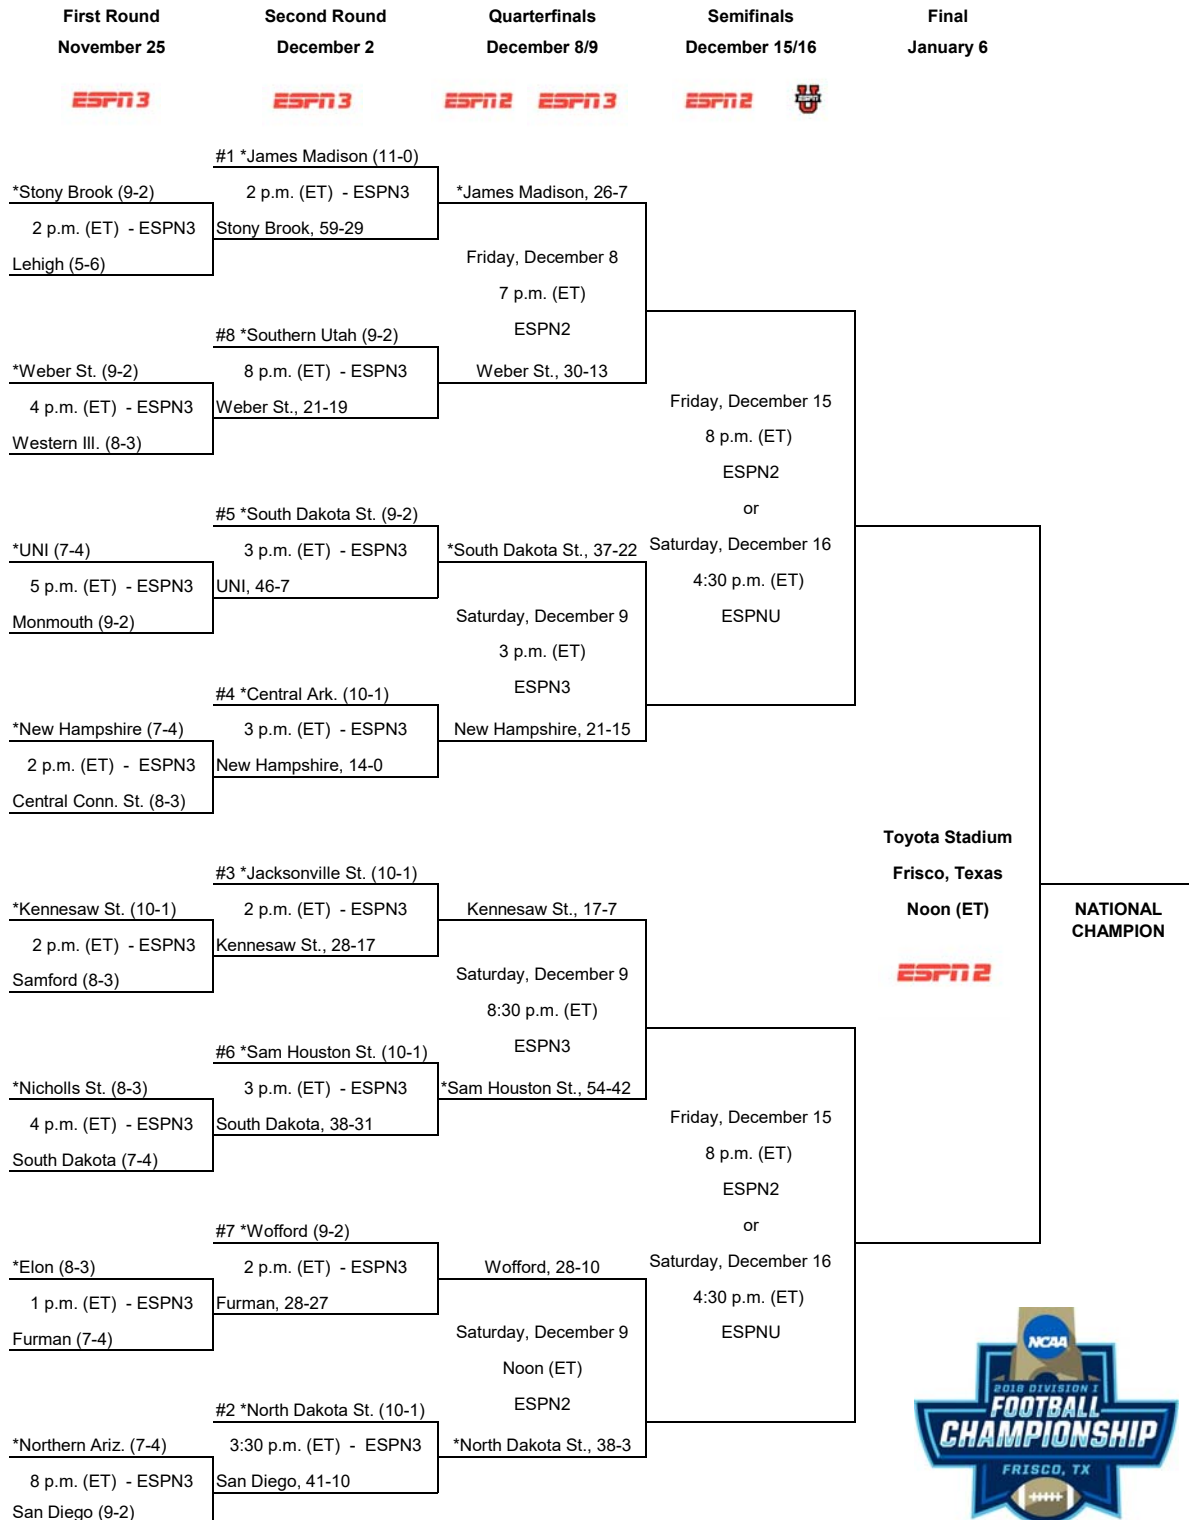 First Round
November 25
ESPN3
Second Round
December 2
ESPN3
Quarterfinals
December 8/9
ESPN2 ESPN3
Semifinals
December 15/16
ESPN2 ESPN U
Final
January 6
*Stony Brook (9-2)
2 p.m. (ET) - ESPN3
Lehigh (5-6)
*Weber St. (9-2)
4 p.m. (ET) - ESPN3
Western Ill. (8-3)
*UNI (7-4)
5 p.m. (ET) - ESPN3
Monmouth (9-2)
*New Hampshire (7-4)
2 p.m. (ET) - ESPN3
Central Conn. St. (8-3)
*Kennesaw St. (10-1)
2 p.m. (ET) - ESPN3
Samford (8-3)
*Nicholls St. (8-3)
4 p.m. (ET) - ESPN3
South Dakota (7-4)
*Elon (8-3)
1 p.m. (ET) - ESPN3
Furman (7-4)
*Northern Ariz. (7-4)
8 p.m. (ET) - ESPN3
San Diego (9-2)
#1 *James Madison (11-0)
2 p.m. (ET) - ESPN3
Stony Brook, 59-29
#8 *Southern Utah (9-2)
8 p.m. (ET) - ESPN3
Weber St., 21-19
#5 *South Dakota St. (9-2)
3 p.m. (ET) - ESPN3
UNI, 46-7
#4 *Central Ark. (10-1)
3 p.m. (ET) - ESPN3
New Hampshire, 14-0
#3 *Jacksonville St. (10-1)
2 p.m. (ET) - ESPN3
Kennesaw St., 28-17
#6 *Sam Houston St. (10-1)
3 p.m. (ET) - ESPN3
South Dakota, 38-31
#7 *Wofford (9-2)
2 p.m. (ET) - ESPN3
Furman, 28-27
#2 *North Dakota St. (10-1)
3:30 p.m. (ET) - ESPN3
San Diego, 41-10
*James Madison, 26-7
Friday, December 8
7 p.m. (ET)
ESPN2
Weber St., 30-13
*South Dakota St., 37-22
Saturday, December 9
3 p.m. (ET)
ESPN3
New Hampshire, 21-15
Kennesaw St., 17-7
Saturday, December 9
8:30 p.m. (ET)
ESPN3
*Sam Houston St., 54-42
Wofford, 28-10
Saturday, December 9
Noon (ET)
ESPN2
*North Dakota St., 38-3
Friday, December 15
8 p.m. (ET)
ESPN2
or
Saturday, December 16
4:30 p.m. (ET)
ESPNU
Friday, December 15
8 p.m. (ET)
ESPN2
or
Saturday, December 16
4:30 p.m. (ET)
ESPNU
Toyota Stadium
Frisco, Texas
Noon (ET)
ESPN2
NATIONAL
CHAMPION
NCAA
2018 DIVISION I
FOOTBALL
CHAMPIONSHIP
FRISCO, TX